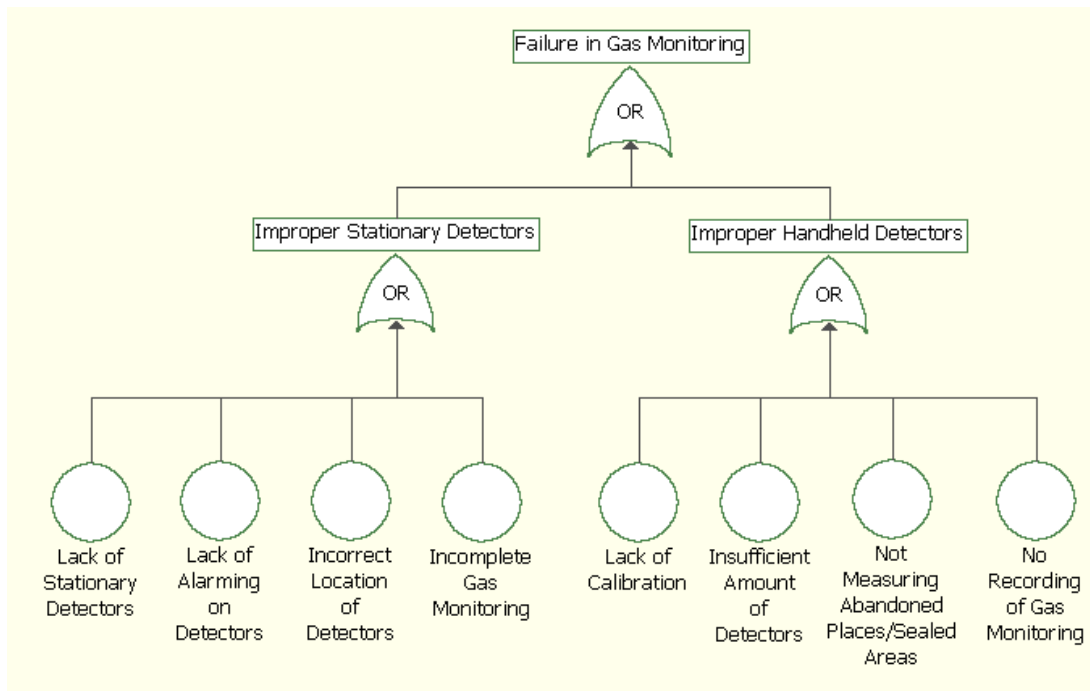 Failure in Gas Monitoring
OR
Improper Stationary Detectors
Improper Handheld Detectors
OR
OR
Lack of
Stationary
Detectors
Lack of
Alarming
on
Detectors
Incorrect
Location
of
Detectors
Incomplete
Gas
Monitoring
Lack of
Calibration
Insufficient
Amount
of
Detectors
Not
Measuring
Abandoned
Places/Sealed
Areas
No
Recording
of Gas
Monitoring